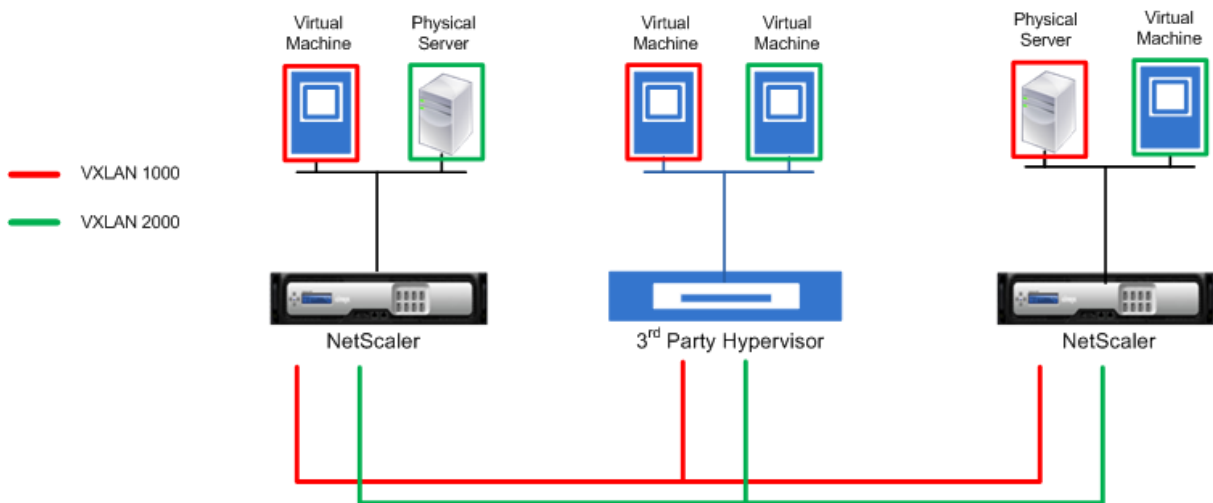 Virtual
Machine
Physical
Server
Virtual
Machine
Virtual
Machine
Physical
Server
Virtual
Machine
VXLAN 1000
VXLAN 2000
NetScaler
3rd Party Hypervisor
NetScaler